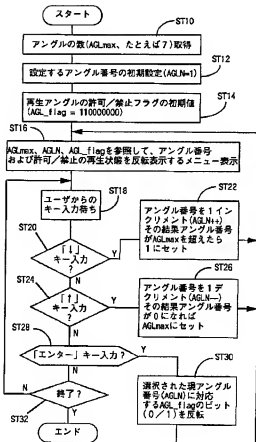 スタート
ST10
アングルの数(AGLmax、たとえば7)取得
ST12
設定するアングル番号の初期設定(AGLN=1)
ST14
再生アングルの許可/禁止フラグの初期値
(AGL_flag = 110000000)
ST16
AGLmax、AGLN、AGL_flagを参照して、アングル番号
および許可/禁止の再生状態を反転表示するメニュー表示
ST18
ユーザからの
キー入力待ち
ST20
「↓」
キー入力
?
Y
N
ST22
アングル番号を1イン
クリメント(AGLN++)
その結果アングル番号
がAGLmaxを超えたら
1にセット
ST24
「↑」
キー入力
?
Y
N
ST26
アングル番号を1デ
クリメント(AGLN--)
その結果アングル番号
が0になれば
AGLmaxにセット
ST28
「エンター」キー入力?
Y
N
ST30
選択された現アング
ル番号(AGLN)に対応
するAGL_flagのビット
(0/1)を反転
N
終了?
ST32
Y
エンド